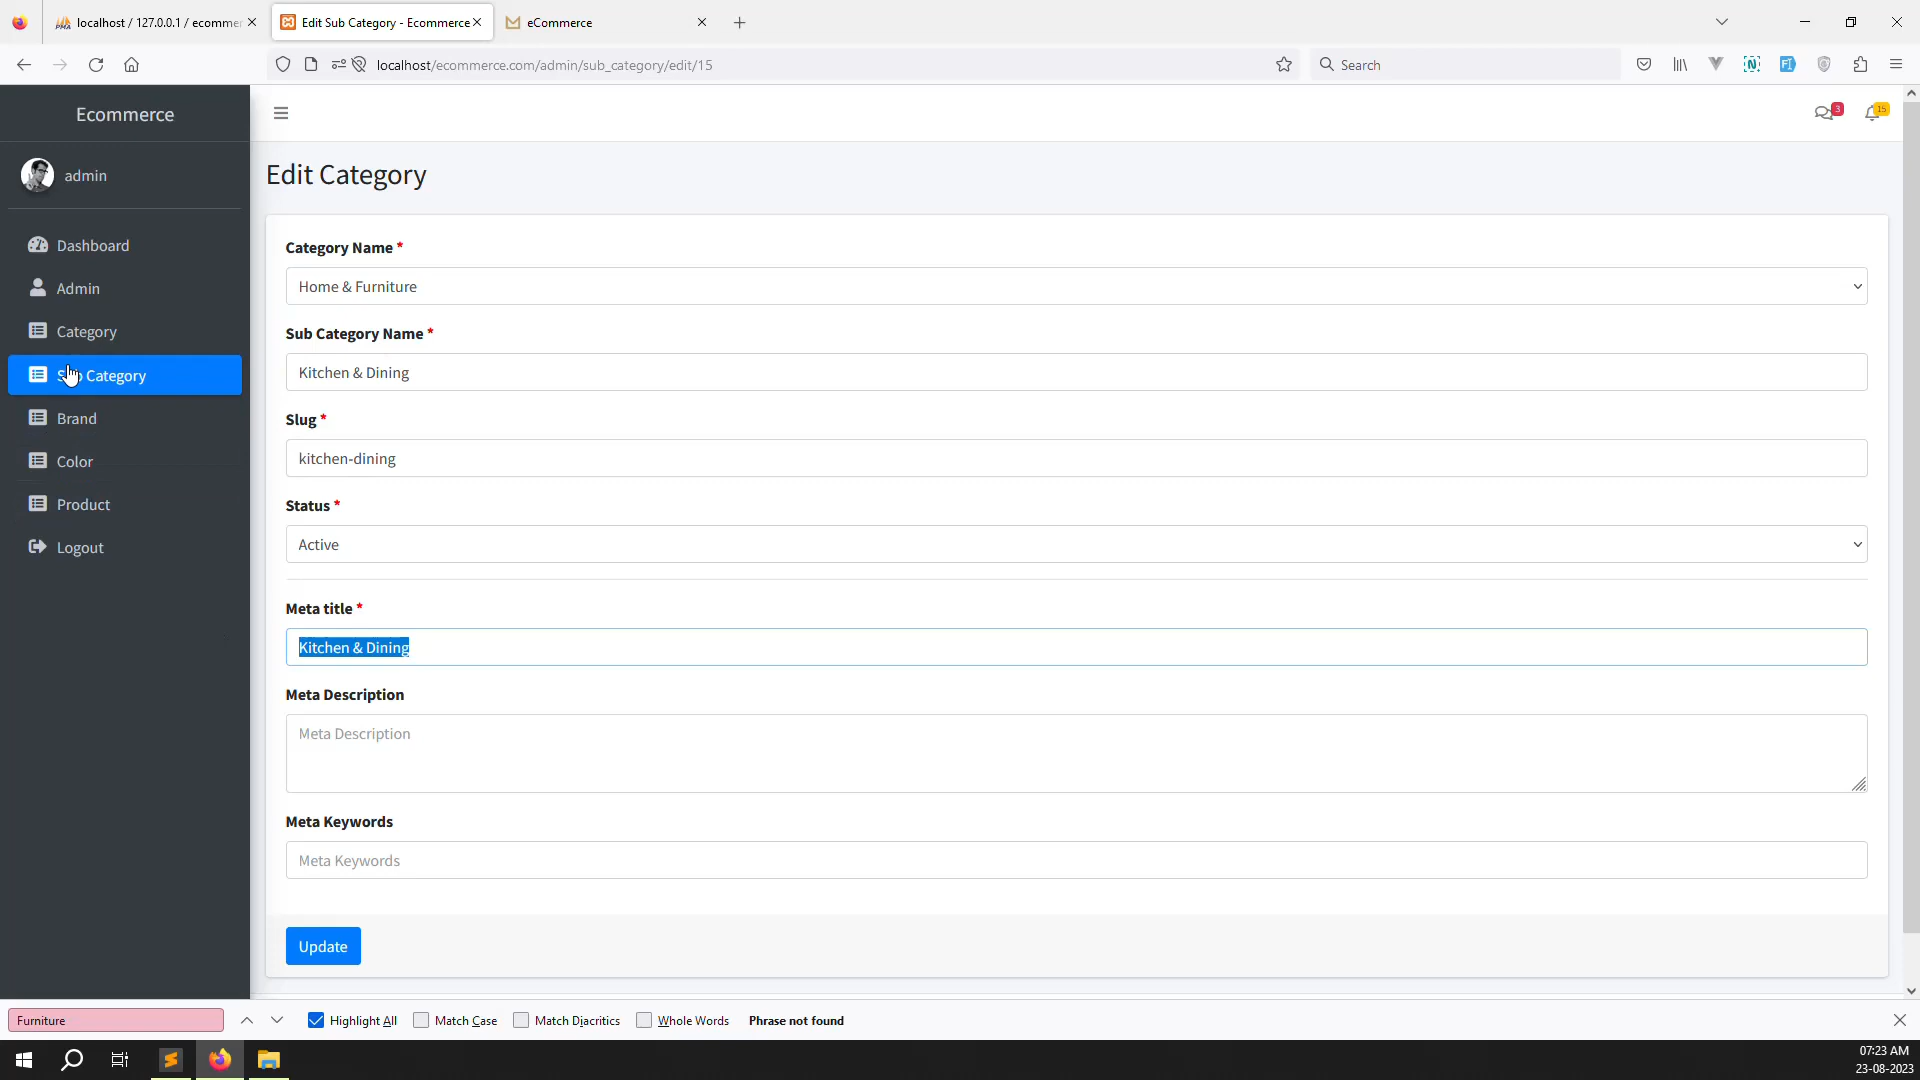 localhost / 127.0.0.1 / ecomme
Edit Sub Category - Ecommerce
eCommerce
localhost/ecommerce.com/admin/sub_category/edit/15
Search
Ecommerce
3
15
admin
Edit Category
Dashboard
Admin
Category
Sub Category
Brand
Color
Product
Logout
Category Name *
Home & Furniture
Sub Category Name *
Kitchen & Dining
Slug *
kitchen-dining
Status *
Active
Meta title *
Kitchen & Dining
Meta Description
Meta Description
Meta Keywords
Meta Keywords
Update
Furniture
Highlight All
Match Case
Match Diacritics
Whole Words
Phrase not found
07:23 AM
23-08-2023